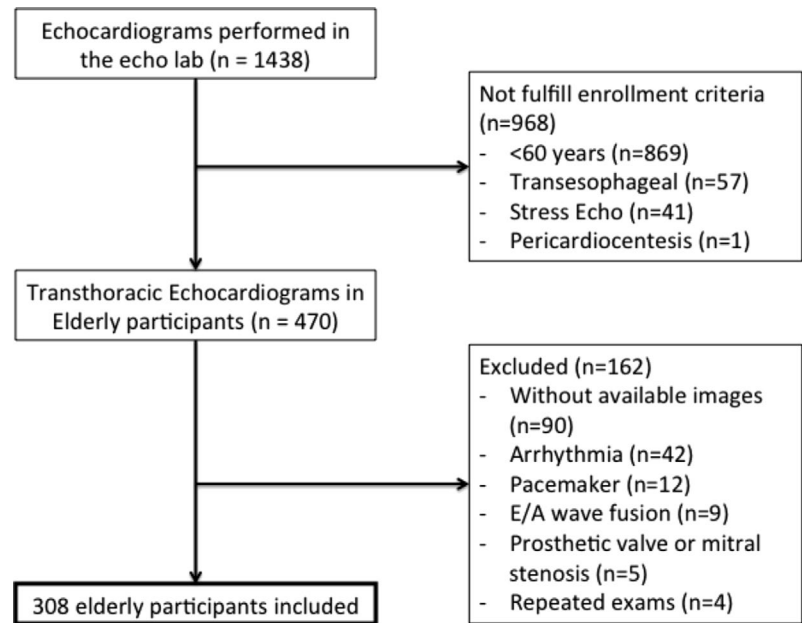 Echocardiograms performed in
the echo lab (n = 1438)
Not fulfill enrollment criteria
(n=968)
- <60 years (n=869)
- Transesophageal (n=57)
- Stress Echo (n=41)
- Pericardiocentesis (n=1)
Transthoracic Echocardiograms in
Elderly participants (n = 470)
Excluded (n=162)
- Without available images
(n=90)
- Arrhythmia (n=42)
- Pacemaker (n=12)
- E/A wave fusion (n=9)
- Prosthetic valve or mitral
stenosis (n=5)
- Repeated exams (n=4)
308 elderly participants included